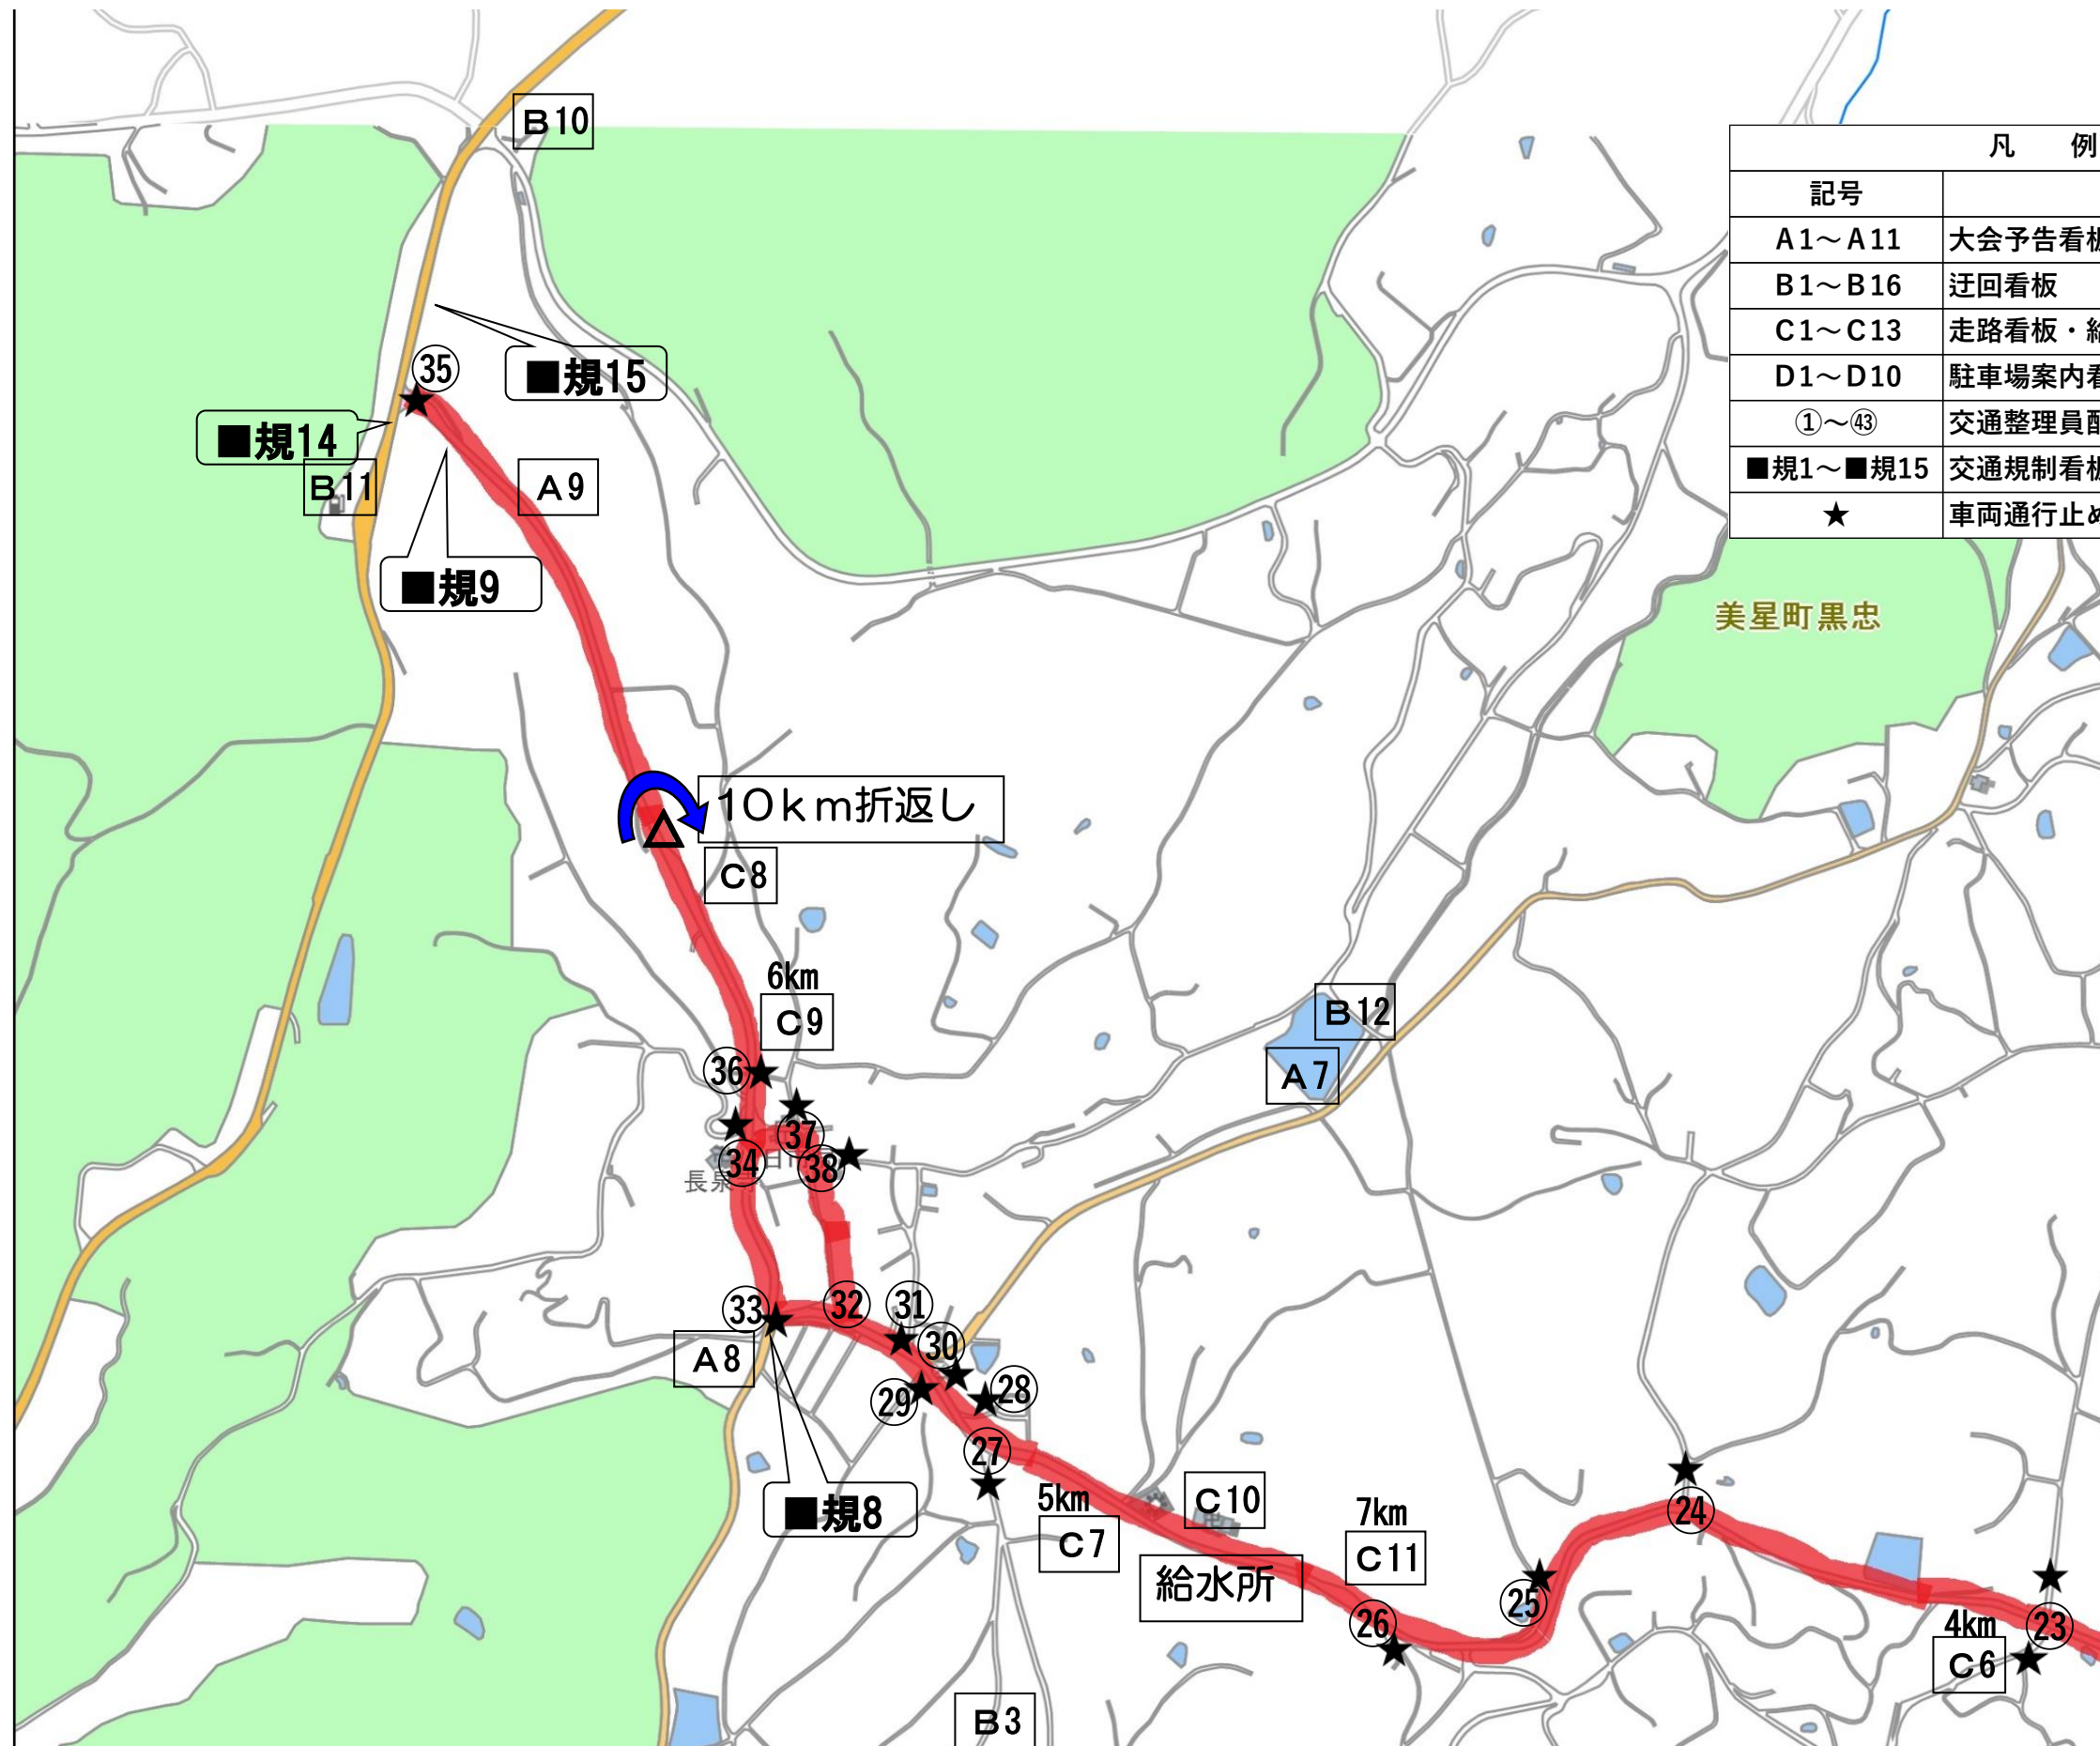 B10
凡　例
記号
A1～A11 大会予告看
B1～B16 迂回看板
C1～C13 走路看板・
D1～D10 駐車場案内
①～㊸ 交通整理員
■規1～■規15 交通規制看
★ 車両通行止
㉟
■規15
■規14
B11
A9
■規9
美星町黒忠
10km折返し
C8
6km
C9
B12
A7
㊱
㊲
㉞
㊳
長泉
㉝
㉜
㉛
㉚
A8
㉙
㉘
㉗
■規8
5km
C7
C10
給水所
7km
C11
㉖
㉕
㉔
4km
C6
㉓
B3